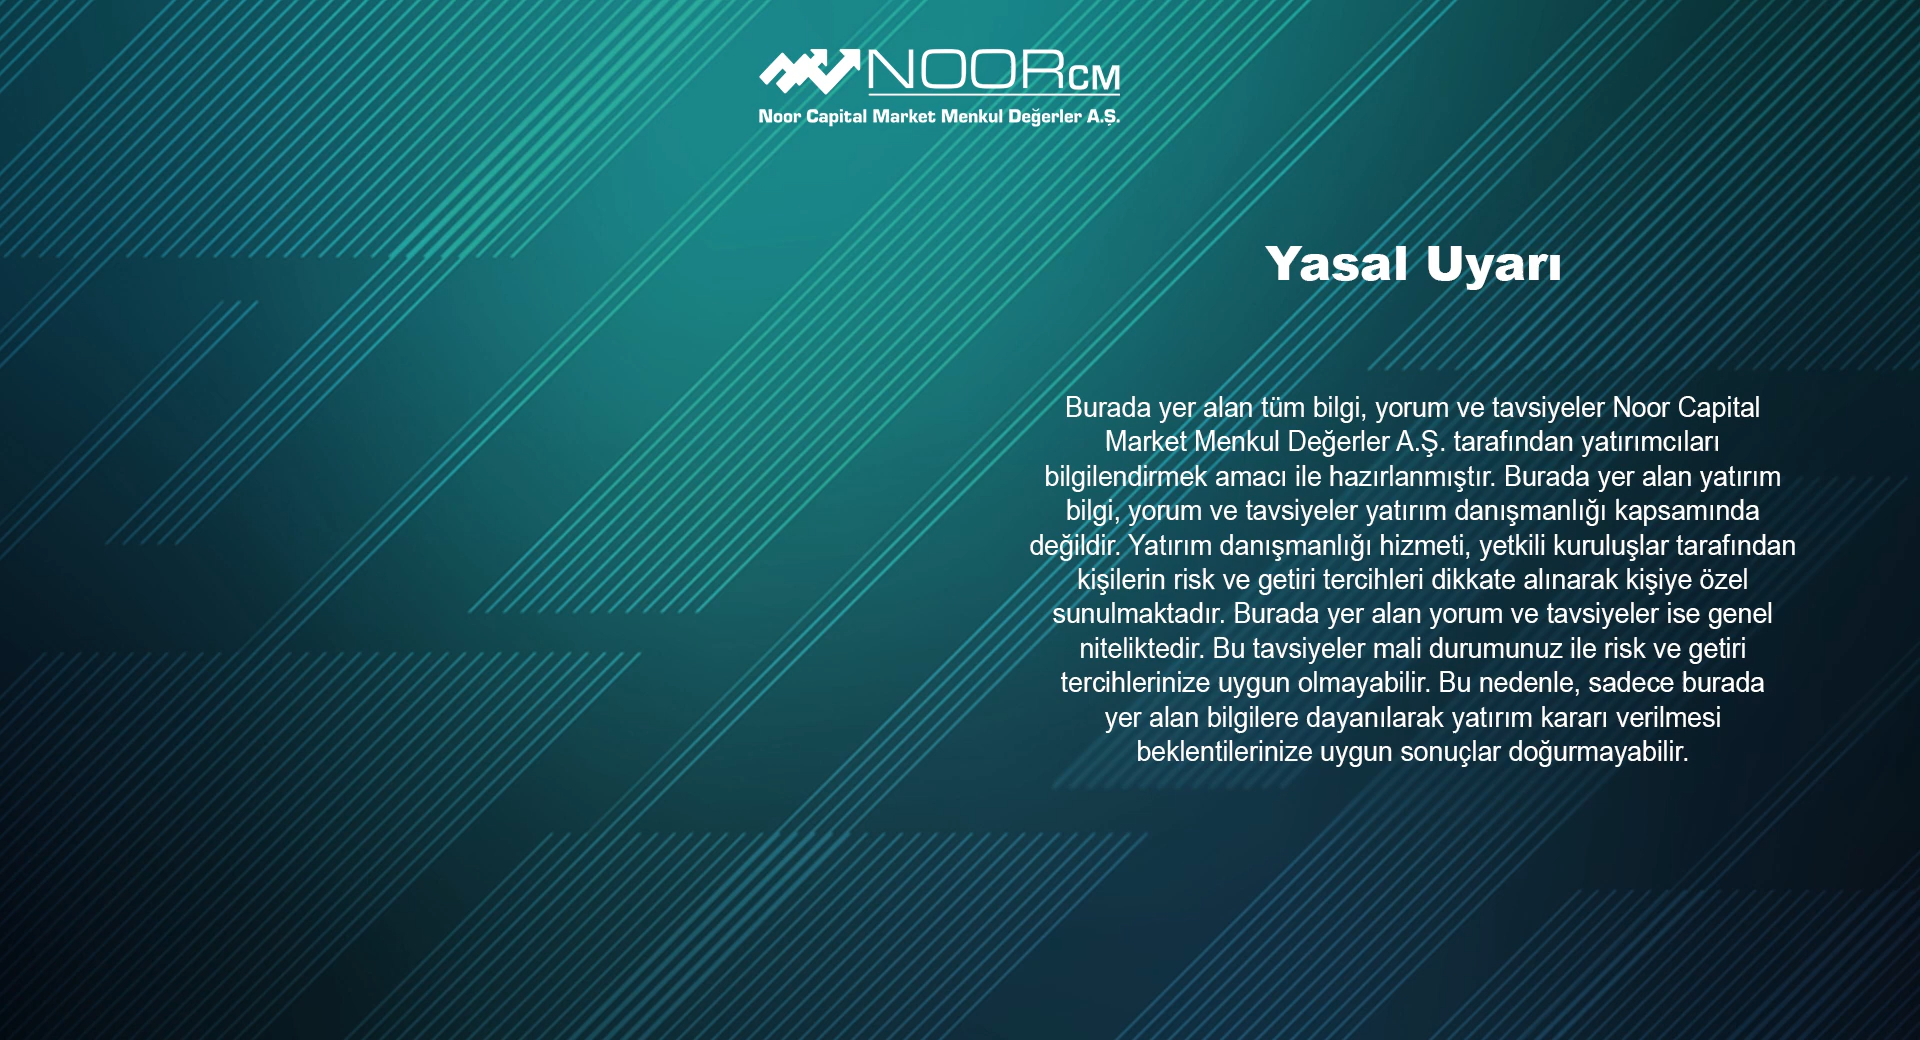 NOORCM
Noor Capital Market Menkul Değerler A.Ş.
Yasal Uyarı
Burada yer alan tüm bilgi, yorum ve tavsiyeler Noor Capital
Market Menkul Değerler A.Ş. tarafından yatırımcıları
bilgilendirmek amacı ile hazırlanmıştır. Burada yer alan yatırım
bilgi, yorum ve tavsiyeler yatırım danışmanlığı kapsamında
değildir. Yatırım danışmanlığı hizmeti, yetkili kuruluşlar tarafından
kişilerin risk ve getiri tercihleri dikkate alınarak kişiye özel
sunulmaktadır. Burada yer alan yorum ve tavsiyeler ise genel
niteliktedir. Bu tavsiyeler mali durumunuz ile risk ve getiri
tercihlerinize uygun olmayabilir. Bu nedenle, sadece burada
yer alan bilgilere dayanılarak yatırım kararı verilmesi
beklentilerinize uygun sonuçlar doğurmayabilir.